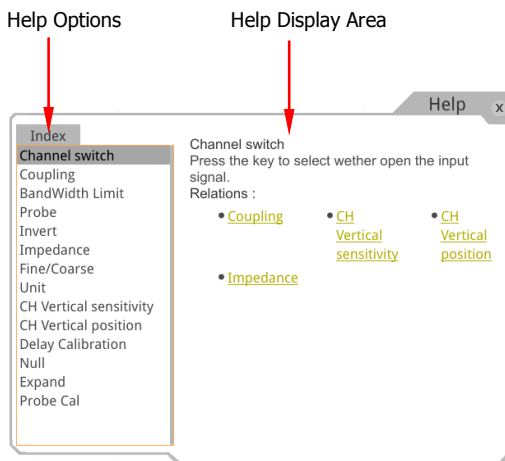 Help Options
Help Display Area
Help
x
Index
Channel switch
Coupling
BandWidth Limit
Probe
Invert
Impedance
Fine/Coarse
Unit
CH Vertical sensitivity
CH Vertical position
Delay Calibration
Null
Expand
Probe Cal
Channel switch
Press the key to select wether open the input
signal.
Relations :
• Coupling
• CH
Vertical
sensitivity
• CH
Vertical
position
• Impedance